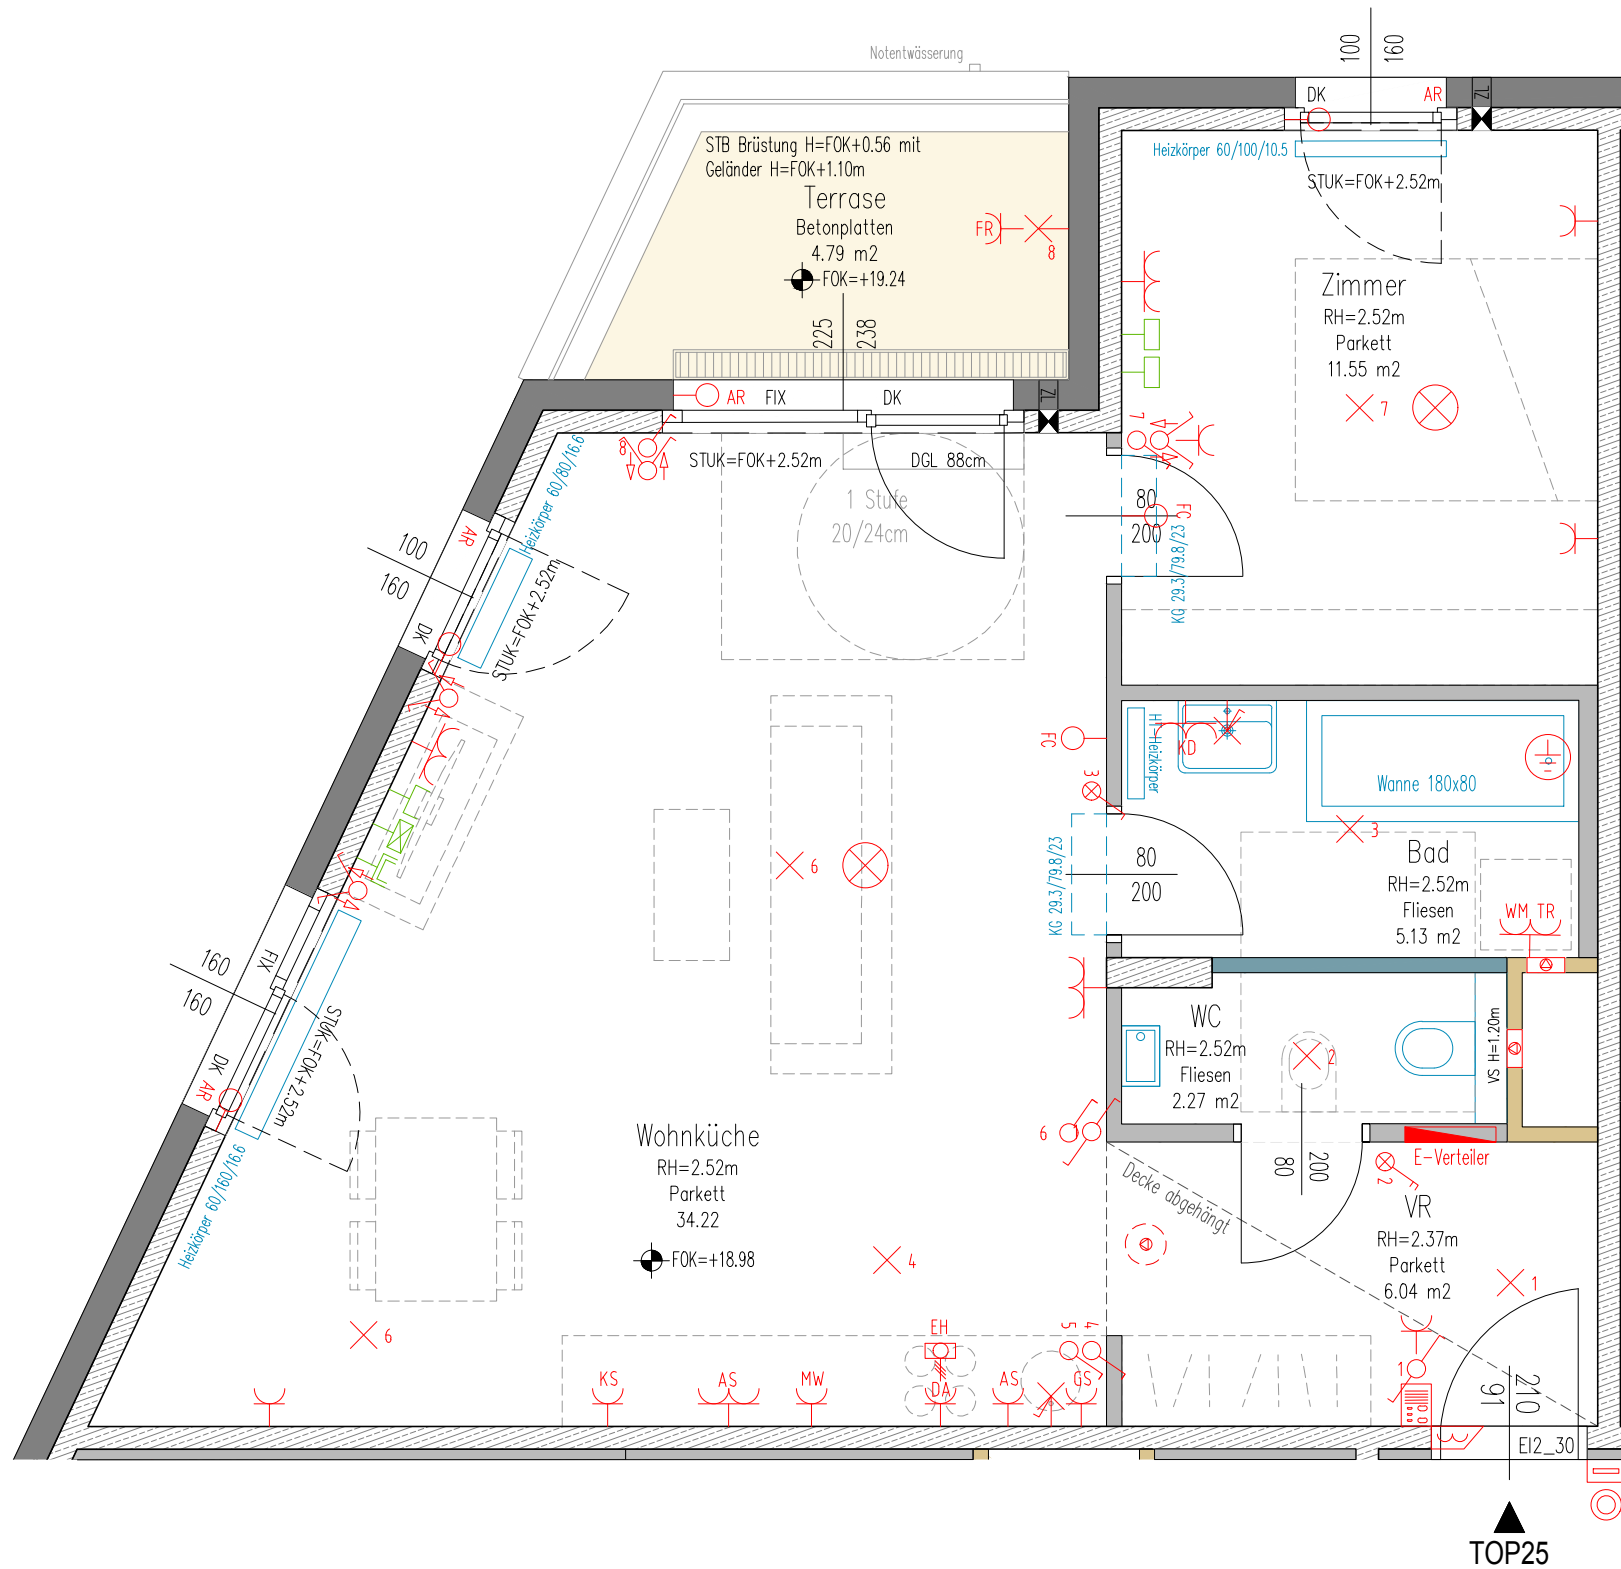 Notentwässerung
100
160
DK
AR
ZL
Heizkörper 60/100/10.5
STUK=FOK+2.52m
STB Brüstung H=FOK+0.56 mit
Geländer H=FOK+1.10m
Terrase
Betonplatten
4.79 m2
FOK=+19.24
FR
8
225
238
Zimmer
RH=2.52m
Parkett
11.55 m2
7
AR
FIX
DK
ZL
8
STUK=FOK+2.52m
DGL 88cm
1 Stufe
20/24cm
7
80
200
FC
KG 29.3/79.8/23
Heizkörper 60/80/16.6
AR
100
160
DK
STUK=FOK+2.52m
FC
3
HT-Heizkörper
KD
Wanne 180x80
3
Bad
RH=2.52m
Fliesen
5.13 m2
WM TR
80
200
KG 29.3/79.8/23
6
160
160
FIX
DK
AR
STUK=FOK+2.52m
Heizkörper 60/160/16.6
WC
RH=2.52m
Fliesen
2.27 m2
2
VS H=1.20m
6
Wohnküche
RH=2.52m
Parkett
34.22
FOK=+18.98
4
6
Decke abgehängt
80
200
E-Verteiler
2
VR
RH=2.37m
Parkett
6.04 m2
1
KS
AS
MW
EH
DA
AS
GS
5
4
1
91
210
EI2_30
TOP25